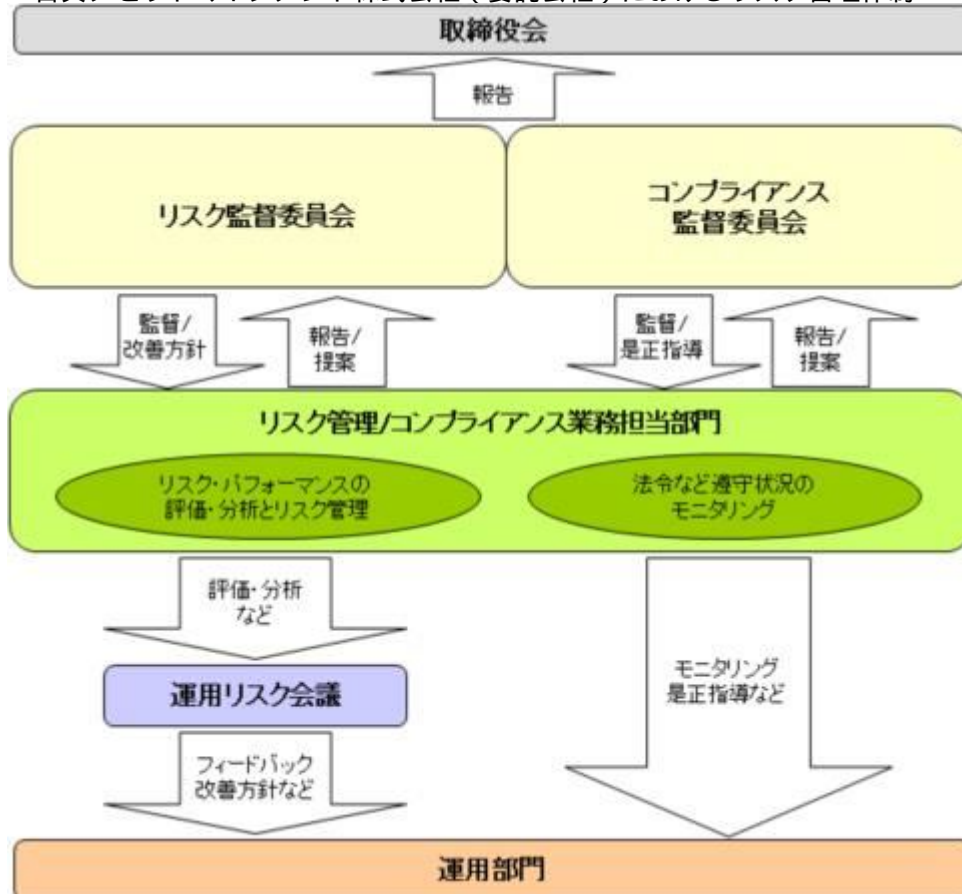 取締役会
報告
リスク監督委員会
コンプライアンス
監督委員会
監督/
改善方針
報告/
提案
監督/
是正指導
報告/
提案
リスク管理/コンプライアンス業務担当部門
リスク・パフォーマンスの
評価・分析とリスク管理
法令など遵守状況の
モニタリング
評価・分析
など
運用リスク会議
モニタリング
是正指導など
フィードバック
改善方針など
運用部門